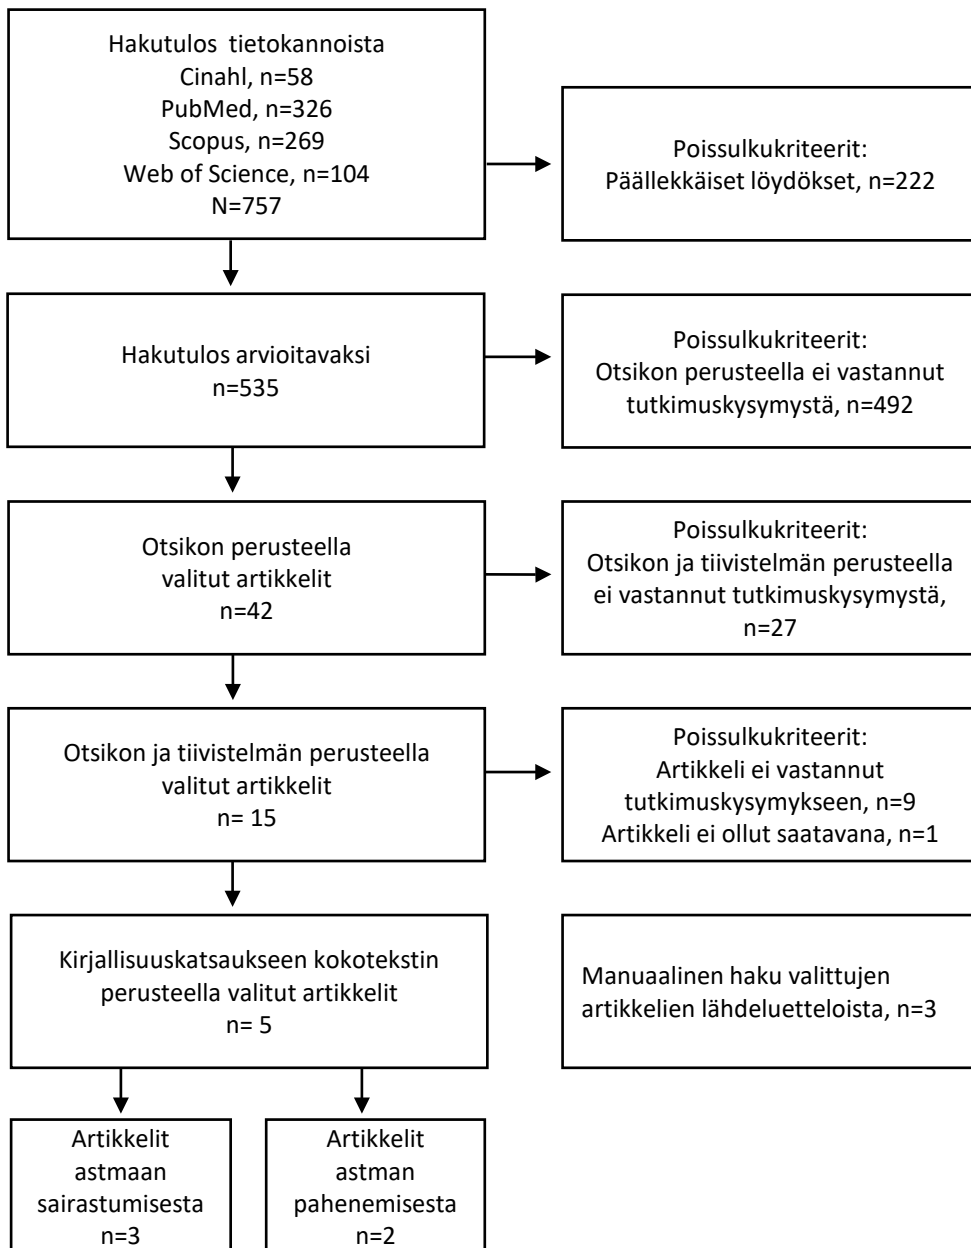 Hakutulos tietokannoista
Cinahl, n=58
PubMed, n=326
Scopus, n=269
Web of Science, n=104
N=757
Poissulkukriteerit:
Päällekkäiset löydökset, n=222
Hakutulos arvioitavaksi
n=535
Poissulkukriteerit:
Otsikon perusteella ei vastannut
tutkimuskysymystä, n=492
Otsikon perusteella
valitut artikkelit
n=42
Poissulkukriteerit:
Otsikon ja tiivistelmän perusteella
ei vastannut tutkimuskysymystä,
n=27
Otsikon ja tiivistelmän perusteella
valitut artikkelit
n= 15
Poissulkukriteerit:
Artikkeli ei vastannut
tutkimuskysymykseen, n=9
Artikkeli ei ollut saatavana, n=1
Kirjallisuuskatsaukseen kokotekstin
perusteella valitut artikkelit
n= 5
Manuaalinen haku valittujen
artikkelien lähdeluetteloista, n=3
Artikkelit
astmaan
sairastumisesta
n=3
Artikkelit
astman
pahenemisesta
n=2